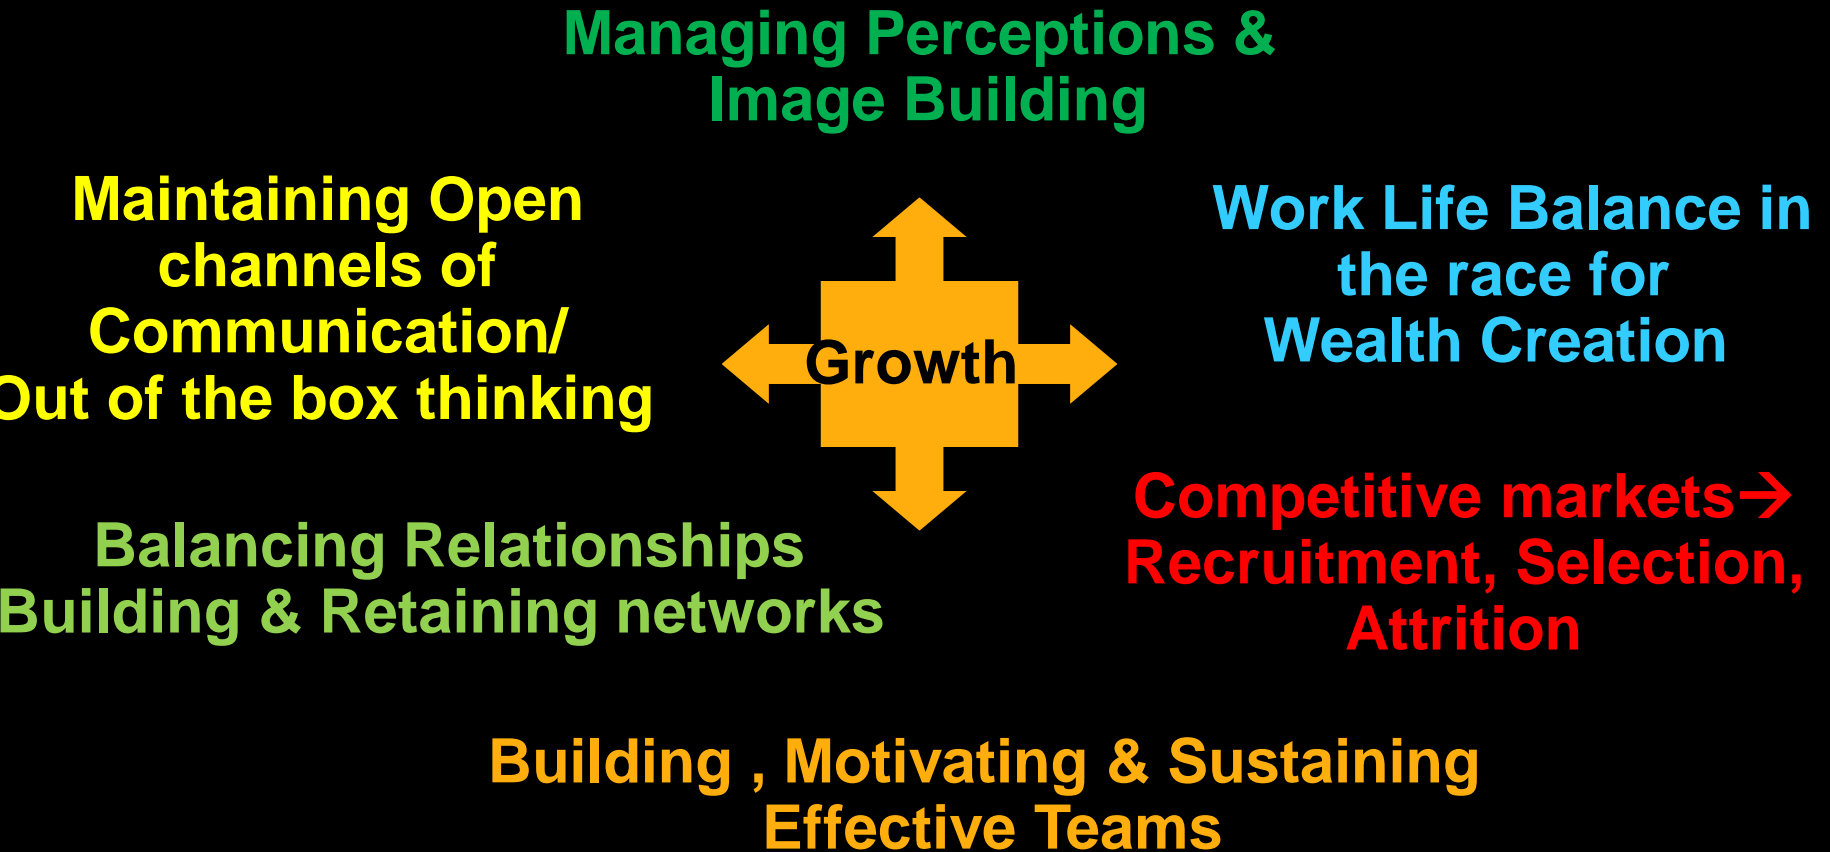 Managing Perceptions &
Image Building
Maintaining Open
channels of
Communication/
Out of the box thinking
Work Life Balance in
the race for
Wealth Creation
Growth
Competitive markets→
Recruitment, Selection,
Attrition
Balancing Relationships
Building & Retaining networks
Building , Motivating & Sustaining
Effective Teams